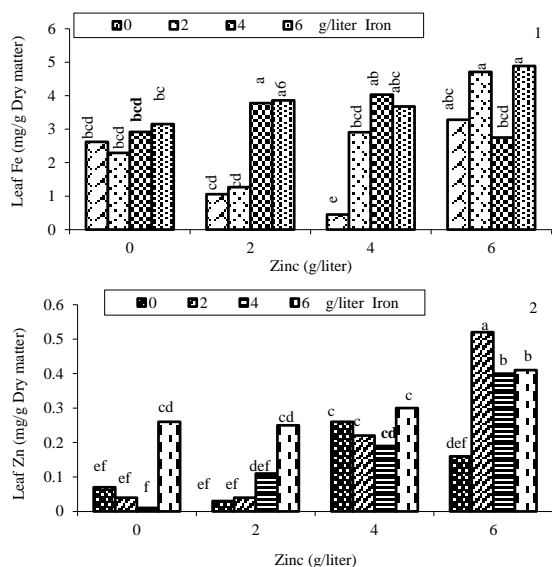 0 2 4 6 g/liter Iron
1
Leaf Fe (mg/g Dry matter)
6
5
4
3
2
1
0
bcd bcd bcd bc
cd cd a a6
e bcd ab abc
abc a bcd a
0 2 4 6
Zinc (g/liter)
0 2 4 6 g/liter Iron
2
Leaf Zn (mg/g Dry matter)
0.6
0.5
0.4
0.3
0.2
0.1
0
ef ef f cd
ef ef def cd
c c cd c
def a b b
0 2 4 6
Zinc (g/liter)